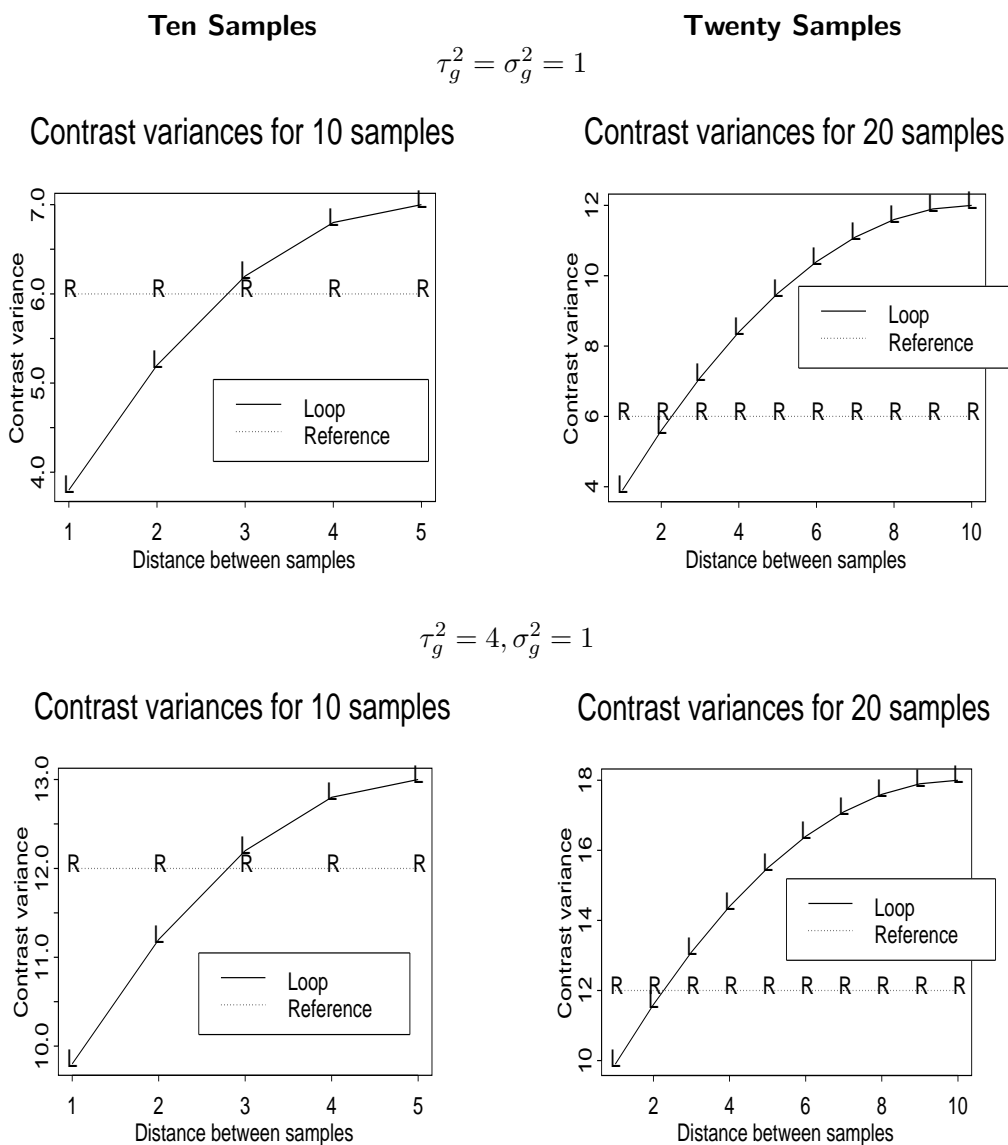 Ten Samples Twenty Samples
τ_g^2 = σ_g^2 = 1
Contrast variances for 10 samples
Contrast variance
7.0
6.0
5.0
4.0
L L L L L
R R R R R
Loop
Reference
1 2 3 4 5
Distance between samples
Contrast variances for 20 samples
Contrast variance
12
10
8
6
4
L L L L L L L L L L
R R R R R R R R R R
Loop
Reference
2 4 6 8 10
Distance between samples
τ_g^2 = 4, σ_g^2 = 1
Contrast variances for 10 samples
Contrast variance
13.0
12.0
11.0
10.0
L L L L L
R R R R R
Loop
Reference
1 2 3 4 5
Distance between samples
Contrast variances for 20 samples
Contrast variance
18
16
14
12
10
L L L L L L L L L L
R R R R R R R R R R
Loop
Reference
2 4 6 8 10
Distance between samples